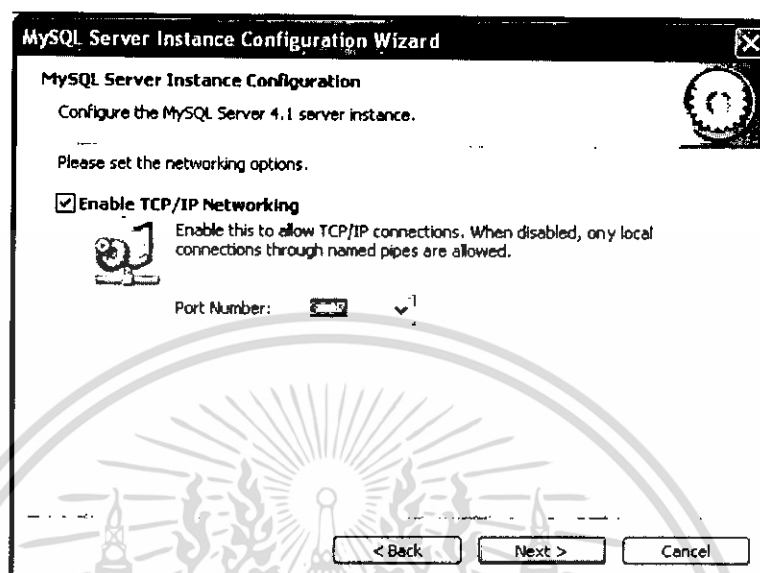 MySQL Server Instance Configuration Wizard
MySQL Server Instance Configuration
Configure the MySQL Server 4.1 server instance.
Please set the networking options.
Enable TCP/IP Networking
Enable this to allow TCP/IP connections. When disabled, ony local
connections through named pipes are allowed.
Port Number:
< Back
Next >
Cancel